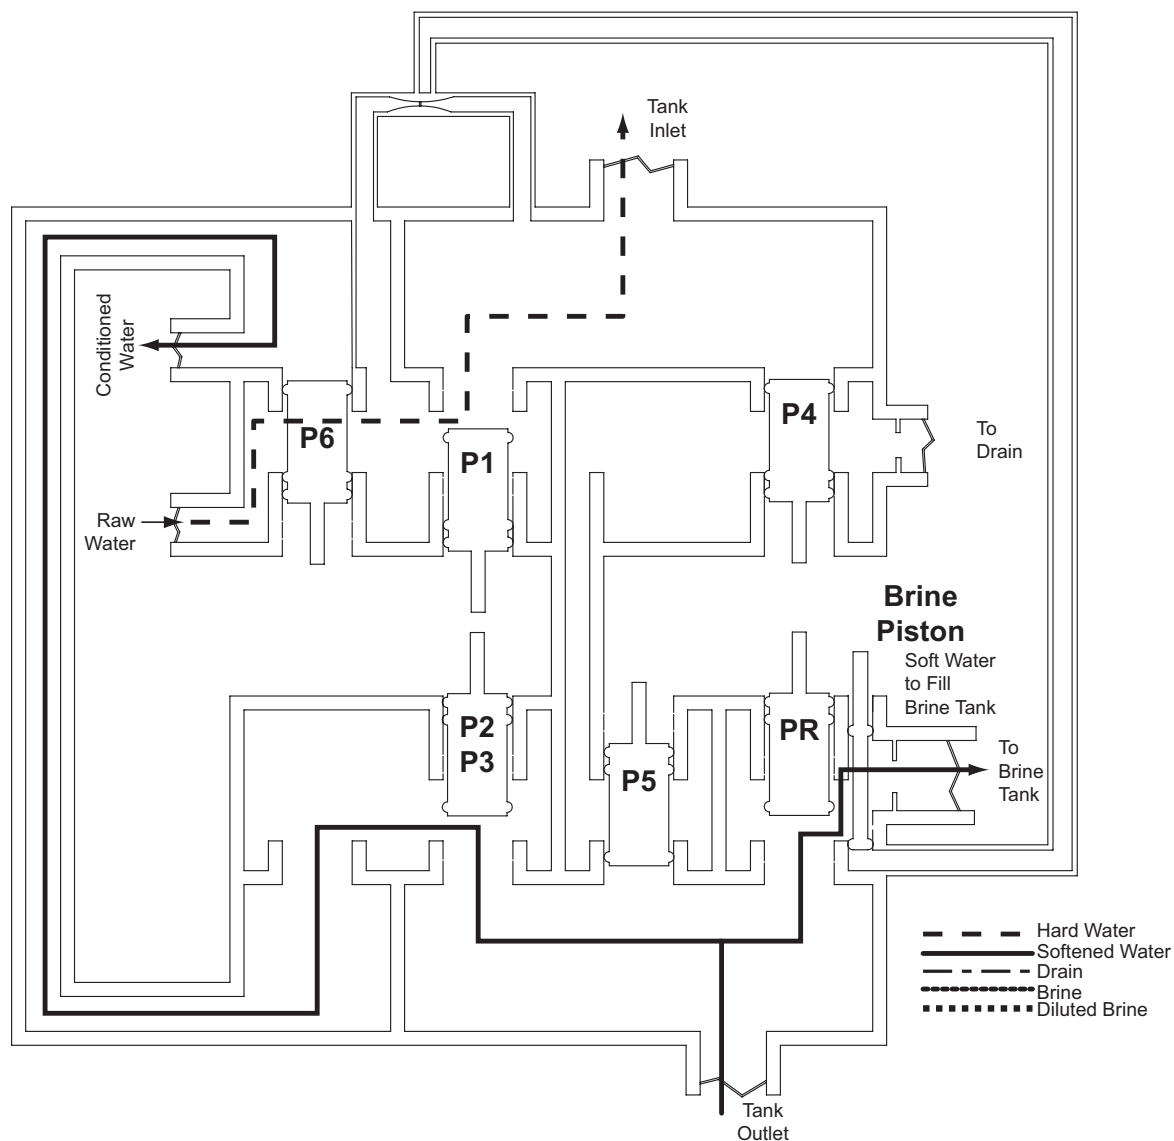 Tank
Inlet
Conditioned
Water
P6
P1
P4
To
Drain
Raw
Water
Brine
Piston
Soft Water
to Fill
Brine Tank
P2
P3
P5
PR
To
Brine
Tank
Hard Water
Softened Water
Drain
Brine
Diluted Brine
Tank
Outlet